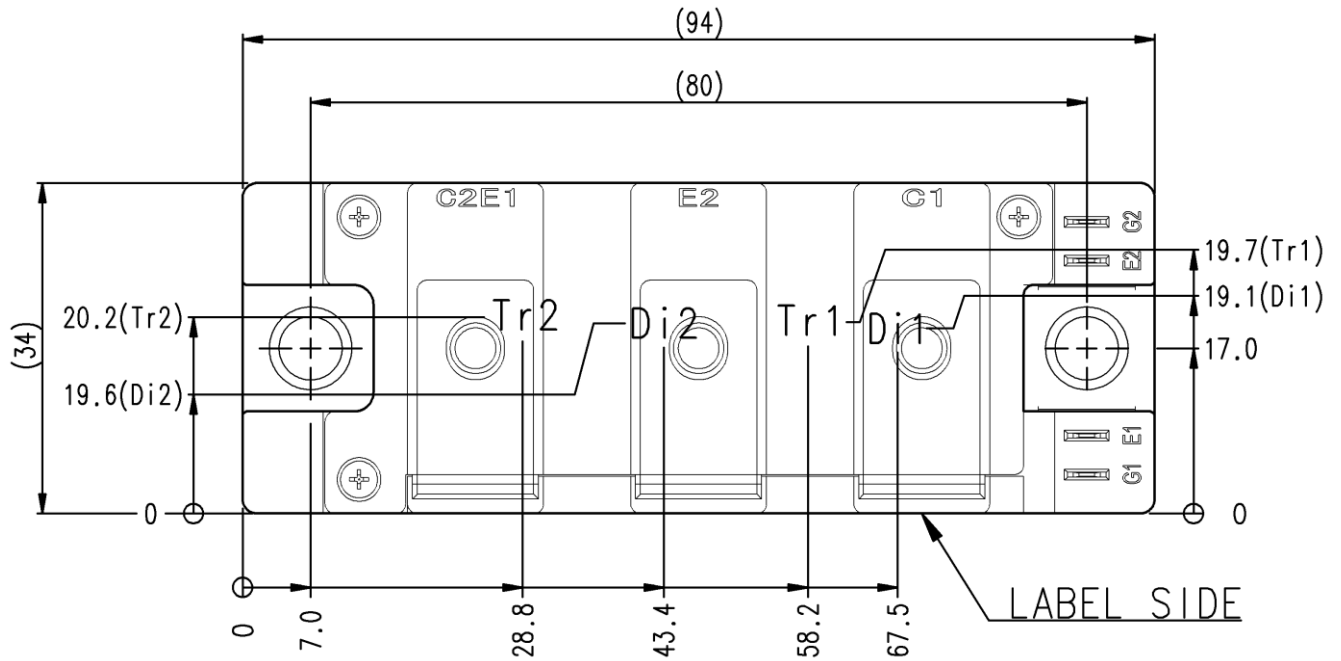 (94)
(80)
(34)
C2E1 E2 C1
G2
E2
19.7(Tr1)
19.1(Di1)
20.2(Tr2)
Tr2 Di2 Tr1 Di1
17.0
19.6(Di2)
E1
G1
0 0
LABEL SIDE
0 7.0 28.8 43.4 58.2 67.5